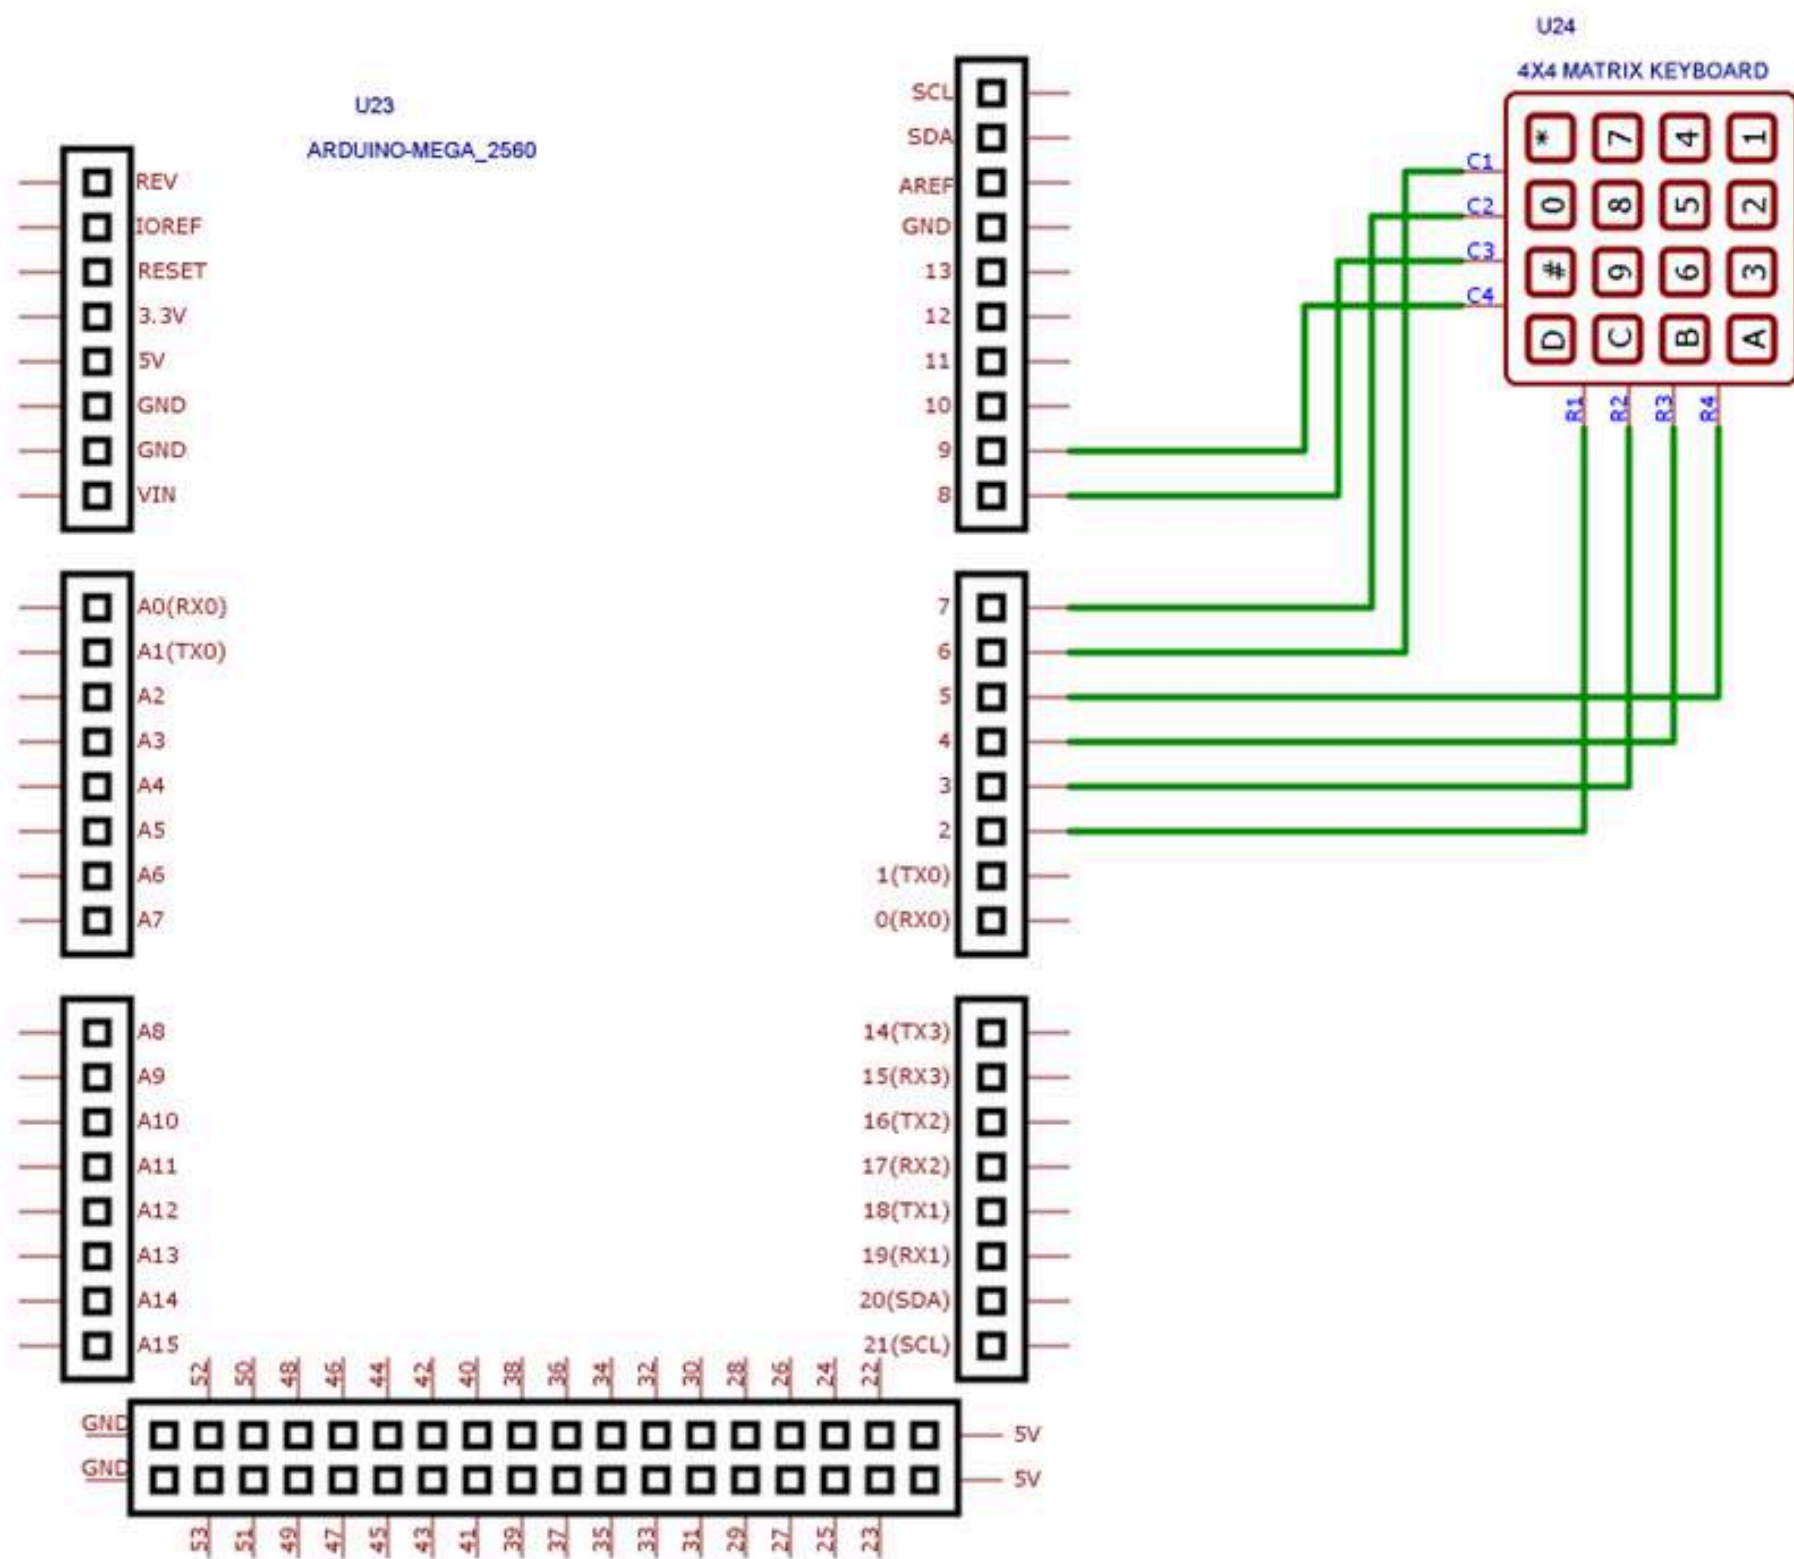 U23
ARDUINO-MEGA_2560
REV
IOREF
RESET
3.3V
5V
GND
GND
VIN
A0(RX0)
A1(TX0)
A2
A3
A4
A5
A6
A7
A8
A9
A10
A11
A12
A13
A14
A15
SCL
SDA
AREF
GND
13
12
11
10
9
8
7
6
5
4
3
2
1(TX0)
0(RX0)
14(TX3)
15(RX3)
16(TX2)
17(RX2)
18(TX1)
19(RX1)
20(SDA)
21(SCL)
52 50 48 46 44 42 40 38 36 34 32 30 28 26 24 22
GND 5V
GND 5V
53 51 49 47 45 43 41 39 37 35 33 31 29 27 25 23
U24
4X4 MATRIX KEYBOARD
C1
C2
C3
C4
* 7 4 1
0 8 5 2
# 9 6 3
D C B A
R1 R2 R3 R4